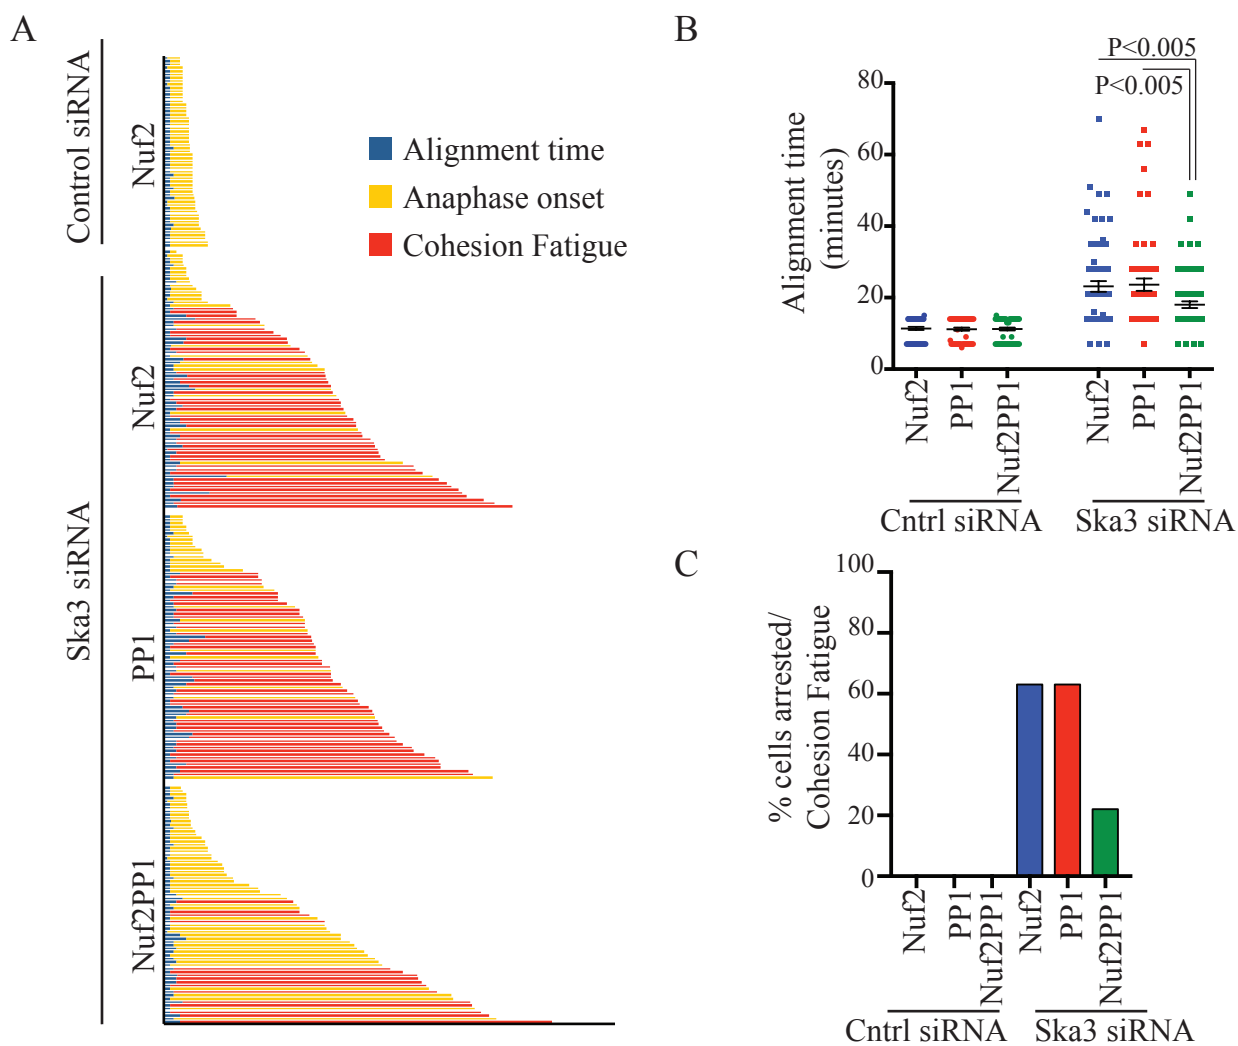 A
Control siRNA
Nuf2
Alignment time
Anaphase onset
Cohesion Fatigue
Ska3 siRNA
Nuf2
PP1
Nuf2PP1
B
P<0.005
P<0.005
Alignment time
(minutes)
80
60
40
20
0
Nuf2
PP1
Nuf2PP1
Nuf2
PP1
Nuf2PP1
Cntrl siRNA
Ska3 siRNA
C
% cells arrested/
Cohesion Fatigue
100
80
60
40
20
0
Nuf2
PP1
Nuf2PP1
Nuf2
PP1
Nuf2PP1
Cntrl siRNA
Ska3 siRNA